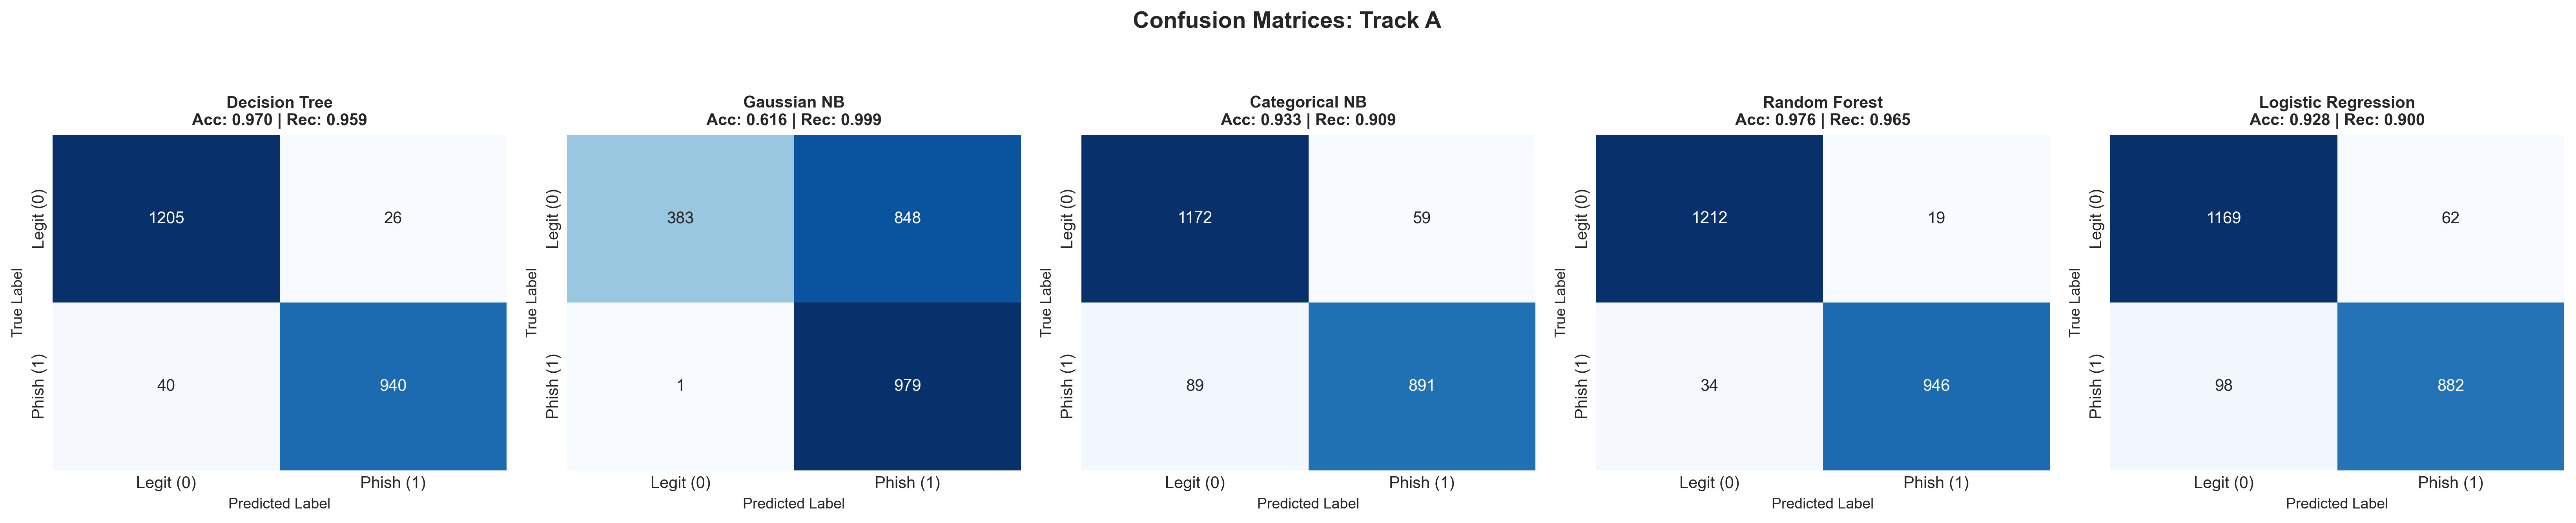 Confusion Matrices: Track A
Decision Tree
Acc: 0.970 | Rec: 0.959
True Label
Legit (0)
Phish (1)
1205
26
40
940
Legit (0)
Phish (1)
Predicted Label
Gaussian NB
Acc: 0.616 | Rec: 0.999
True Label
Legit (0)
Phish (1)
383
848
1
979
Legit (0)
Phish (1)
Predicted Label
Categorical NB
Acc: 0.933 | Rec: 0.909
True Label
Legit (0)
Phish (1)
1172
59
89
891
Legit (0)
Phish (1)
Predicted Label
Random Forest
Acc: 0.976 | Rec: 0.965
True Label
Legit (0)
Phish (1)
1212
19
34
946
Legit (0)
Phish (1)
Predicted Label
Logistic Regression
Acc: 0.928 | Rec: 0.900
True Label
Legit (0)
Phish (1)
1169
62
98
882
Legit (0)
Phish (1)
Predicted Label